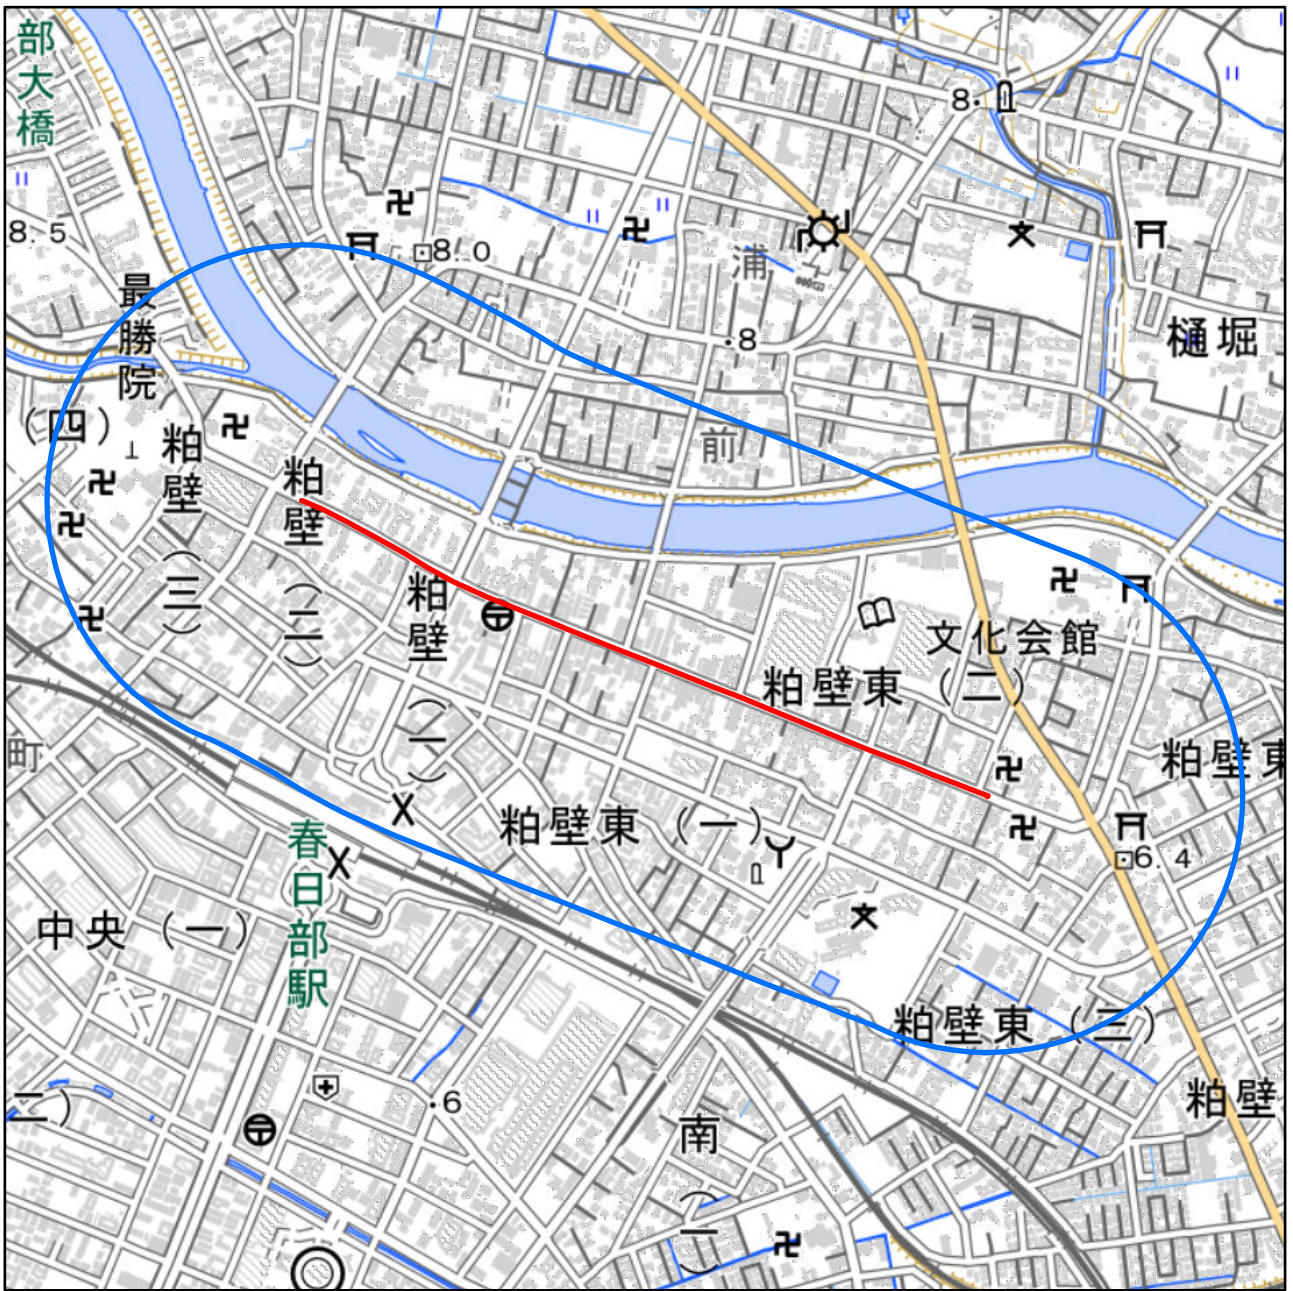 部大橋
8.
8.5
8.0
浦
最勝院
・8
樋堀
(四)
粕壁(三)
粕壁(二)
前
粕壁(一)
文化会館
粕壁東(二)
町
粕壁東
粕壁東(一)
春日部駅
6.4
中央(一)
粕壁東(三)
・6
二)
粕壁
南(一)